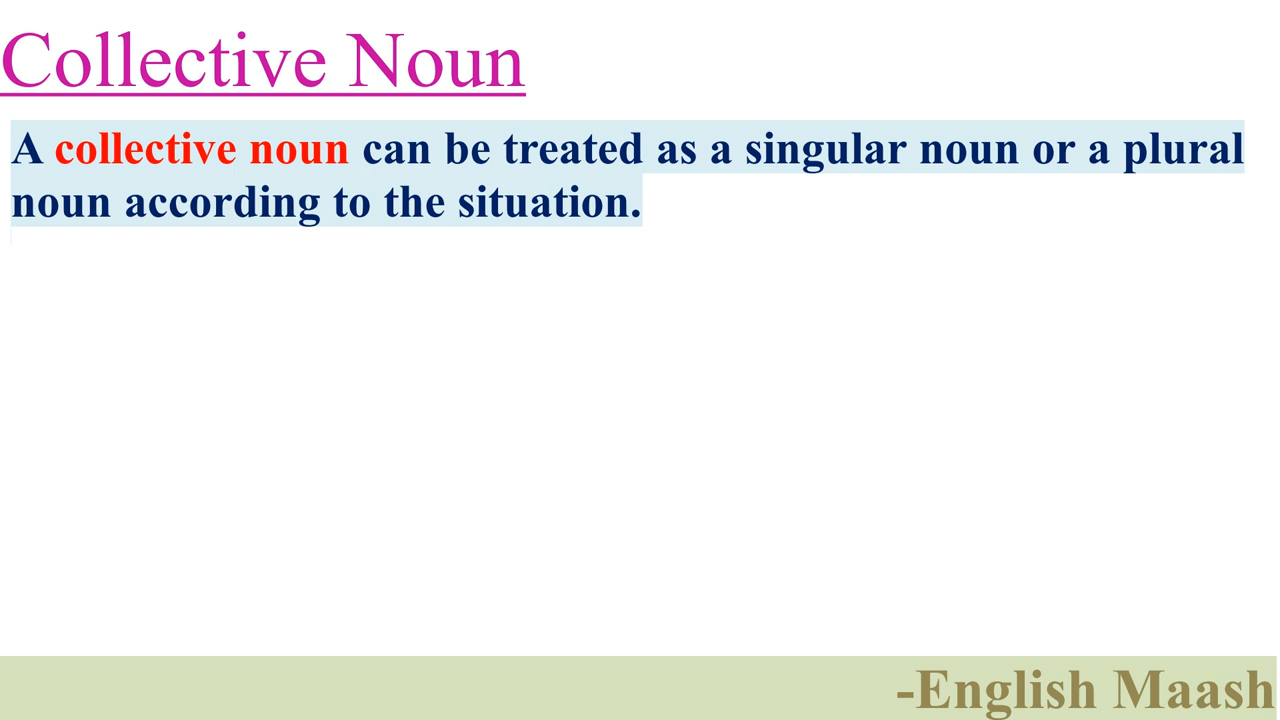 Collective Noun
A collective noun can be treated as a singular noun or a plural
noun according to the situation.
-English Maash